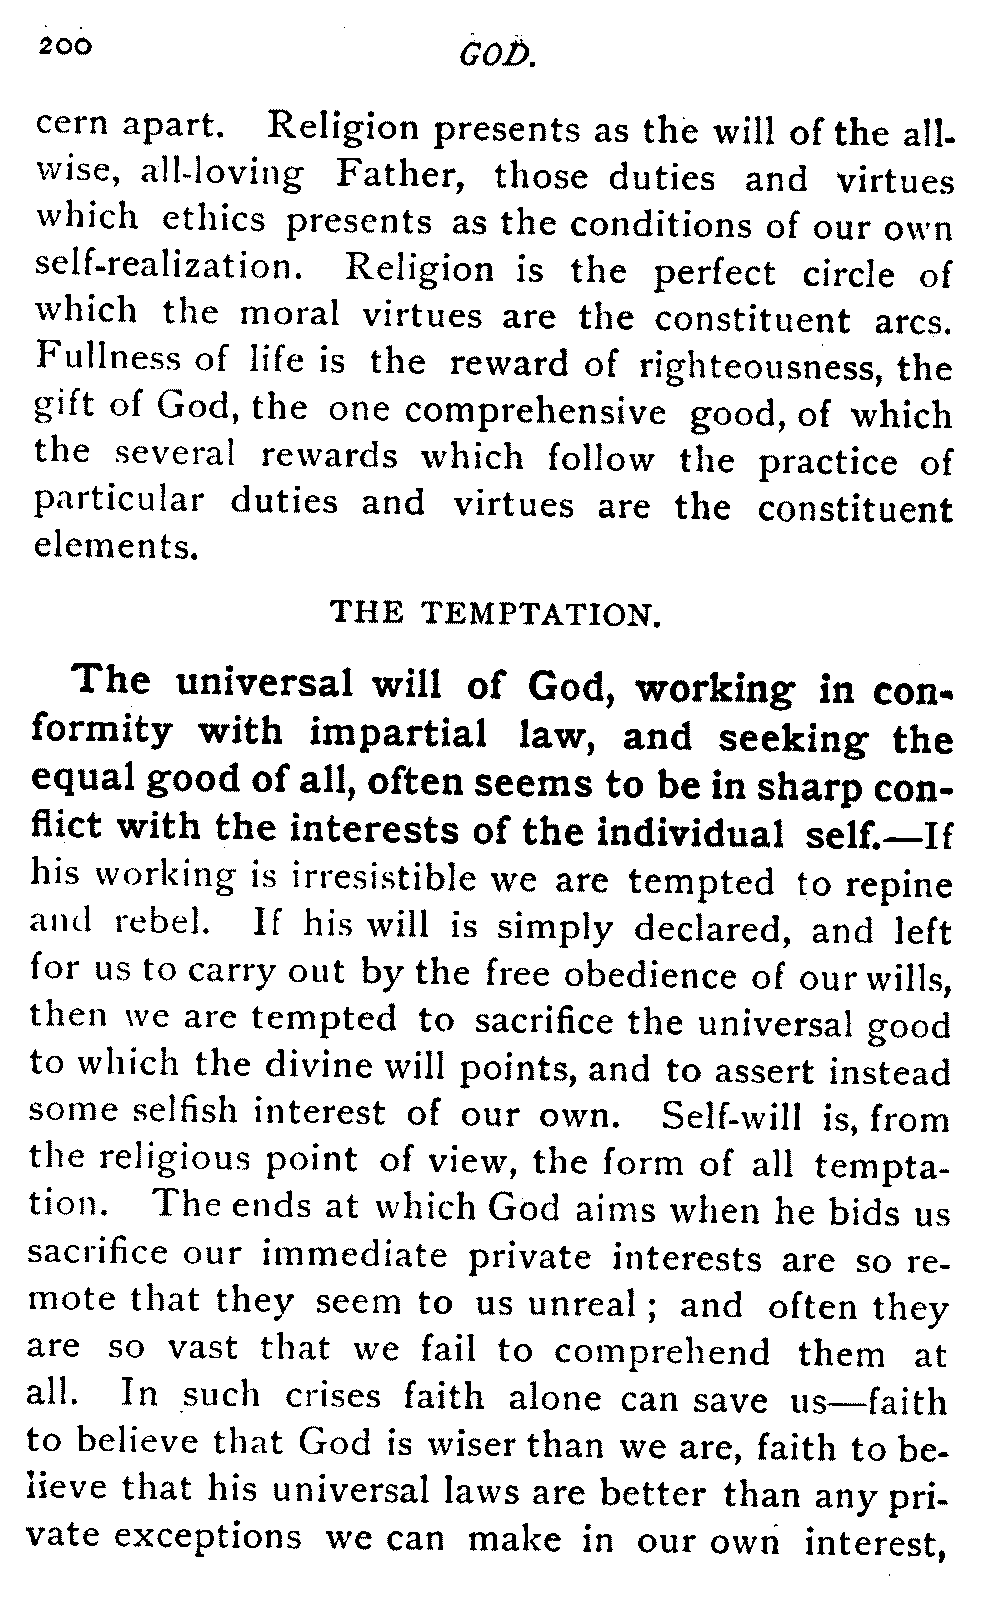 200
GOD.
cern apart. Religion presents as the will of the all-
wise, all-loving Father, those duties and virtues
which ethics presents as the conditions of our own
self-realization. Religion is the perfect circle of
which the moral virtues are the constituent arcs.
Fullness of life is the reward of righteousness, the
gift of God, the one comprehensive good, of which
the several rewards which follow the practice of
particular duties and virtues are the constituent
elements.
THE TEMPTATION.
The universal will of God, working in con-
formity with impartial law, and seeking the
equal good of all, often seems to be in sharp con-
flict with the interests of the individual self.—If
his working is irresistible we are tempted to repine
and rebel. If his will is simply declared, and left
for us to carry out by the free obedience of our wills,
then we are tempted to sacrifice the universal good
to which the divine will points, and to assert instead
some selfish interest of our own. Self-will is, from
the religious point of view, the form of all tempta-
tion. The ends at which God aims when he bids us
sacrifice our immediate private interests are so re-
mote that they seem to us unreal; and often they
are so vast that we fail to comprehend them at
all. In such crises faith alone can save us—faith
to believe that God is wiser than we are, faith to be-
lieve that his universal laws are better than any pri-
vate exceptions we can make in our own interest,